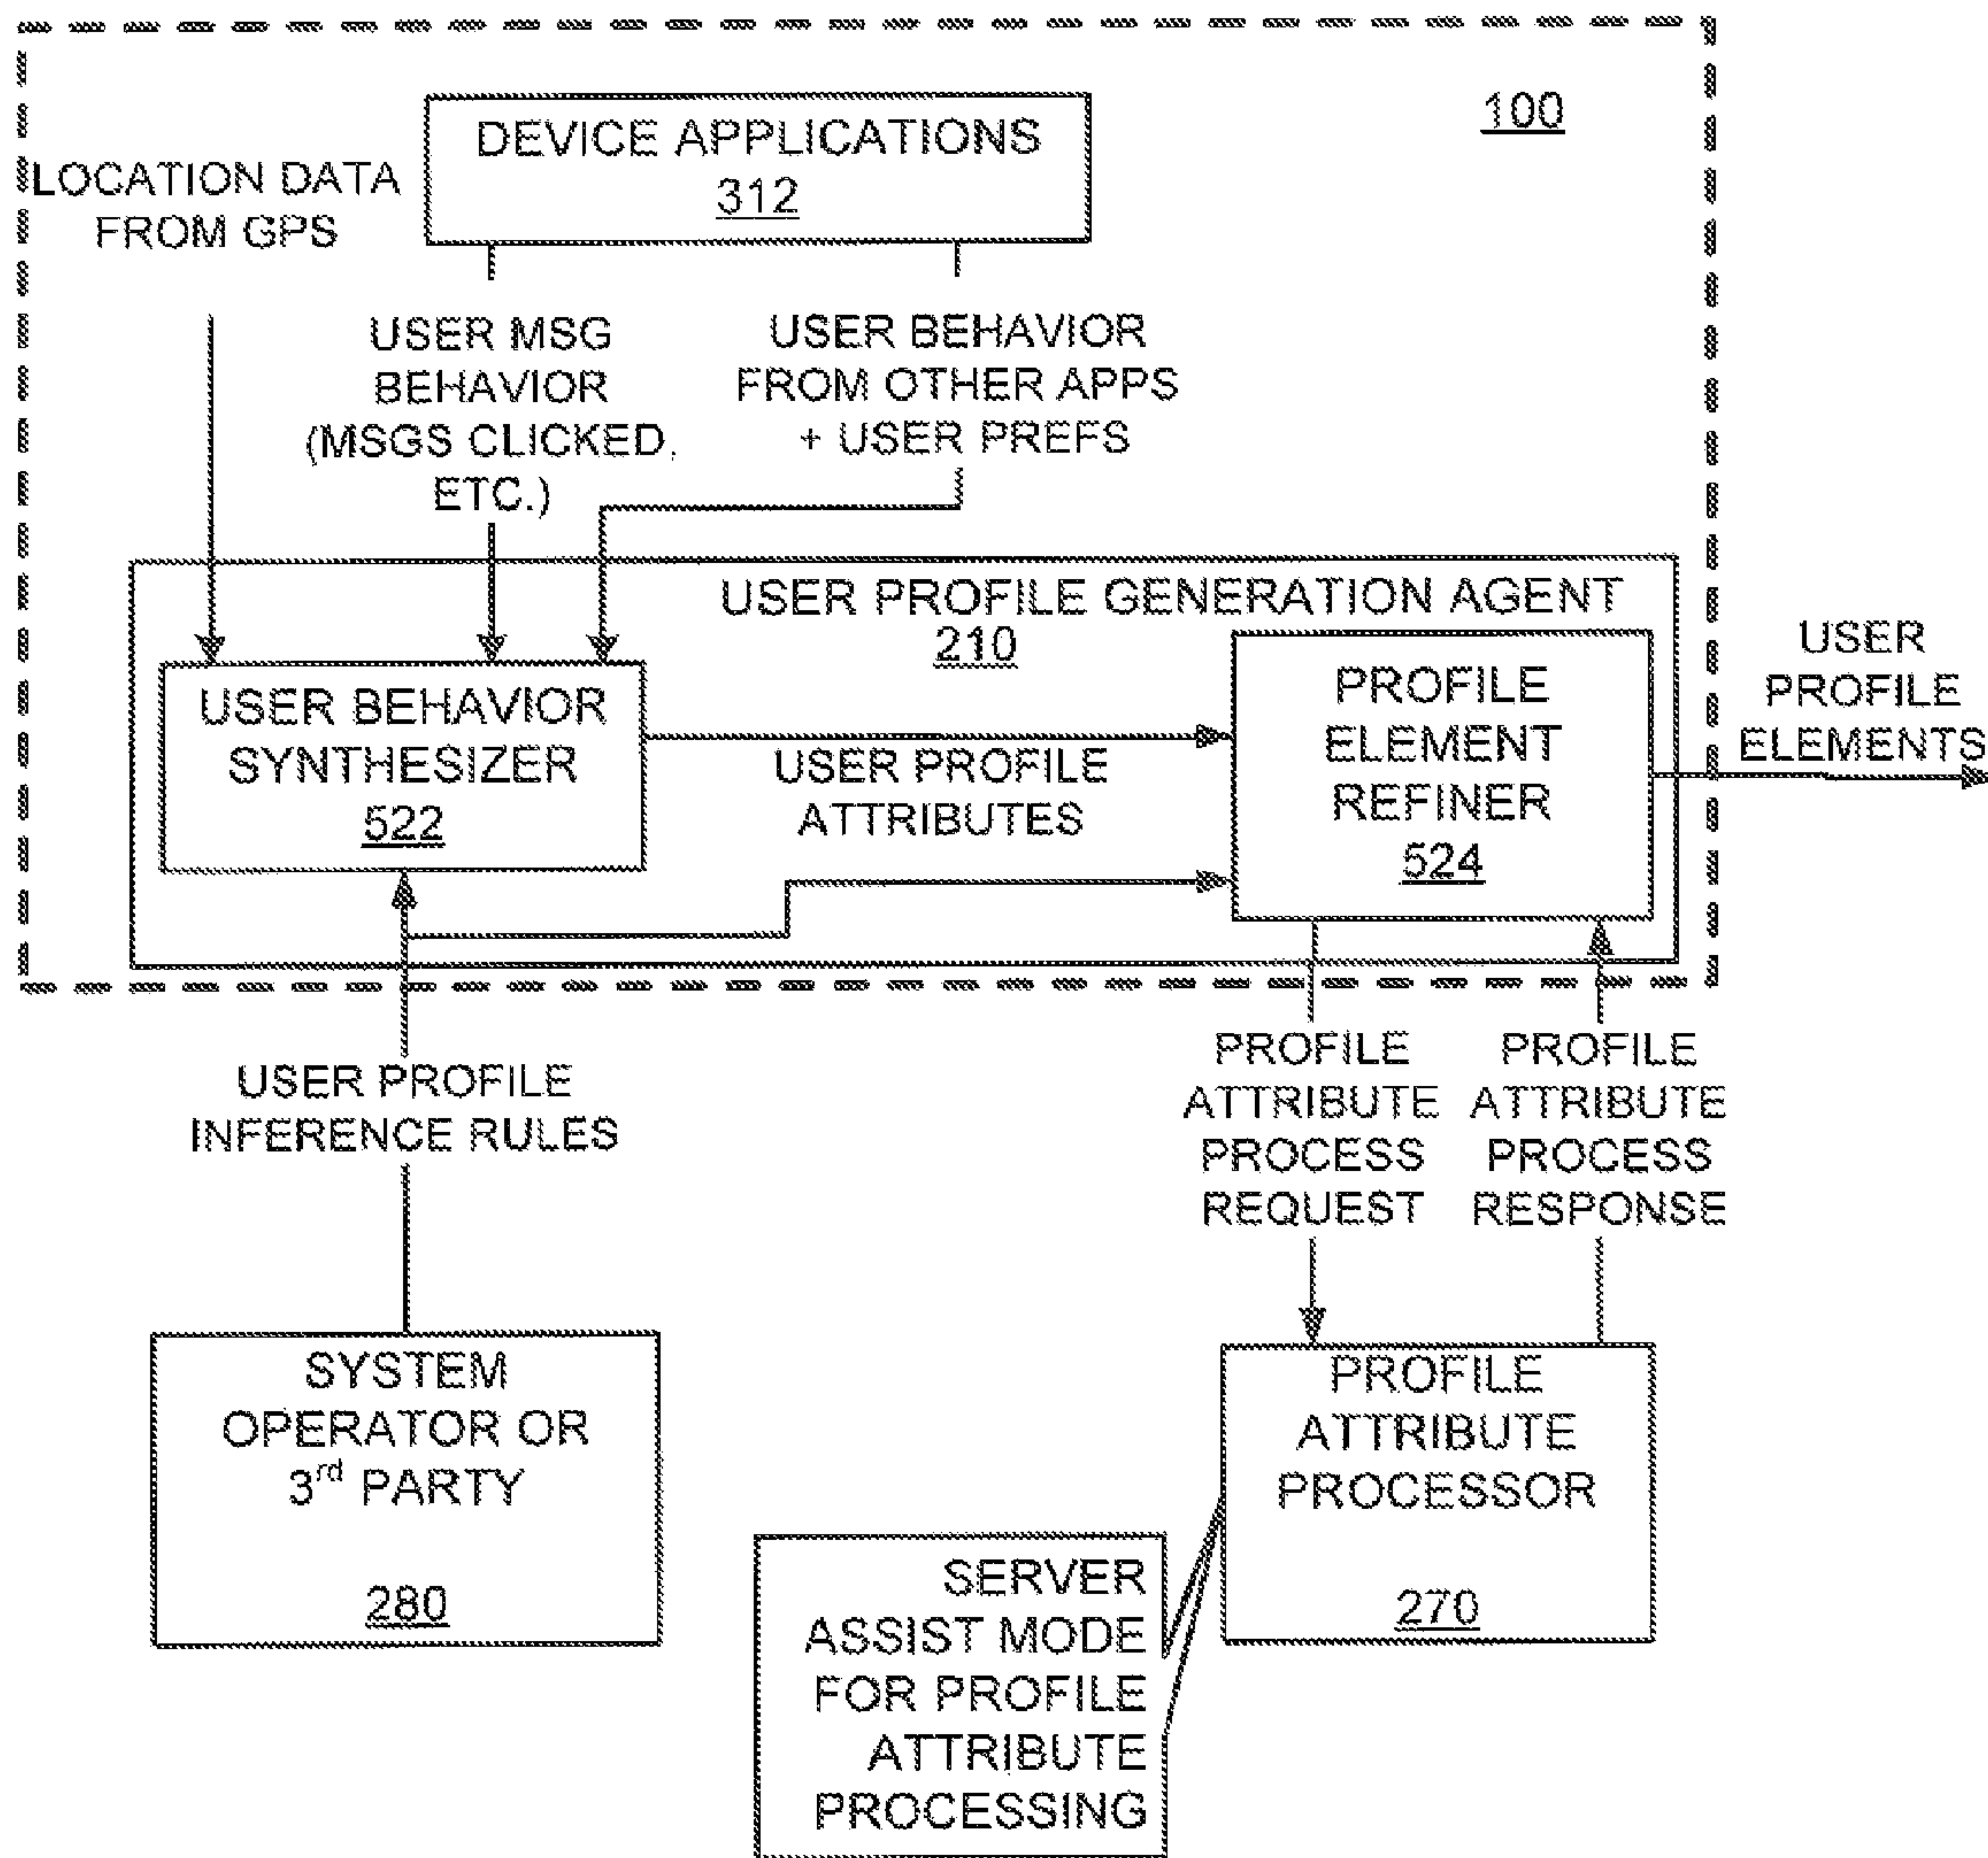 100
DEVICE APPLICATIONS
312
LOCATION DATA
FROM GPS
USER MSG
BEHAVIOR
(MSGS CLICKED,
ETC.)
USER BEHAVIOR
FROM OTHER APPS
+ USER PREFS
USER PROFILE GENERATION AGENT
210
USER BEHAVIOR
SYNTHESIZER
522
USER PROFILE
ATTRIBUTES
PROFILE
ELEMENT
REFINER
524
USER
PROFILE
ELEMENTS
USER PROFILE
INFERENCE RULES
PROFILE
ATTRIBUTE
PROCESS
REQUEST
PROFILE
ATTRIBUTE
PROCESS
RESPONSE
SYSTEM
OPERATOR OR
3rd PARTY
280
PROFILE
ATTRIBUTE
PROCESSOR
270
SERVER
ASSIST MODE
FOR PROFILE
ATTRIBUTE
PROCESSING